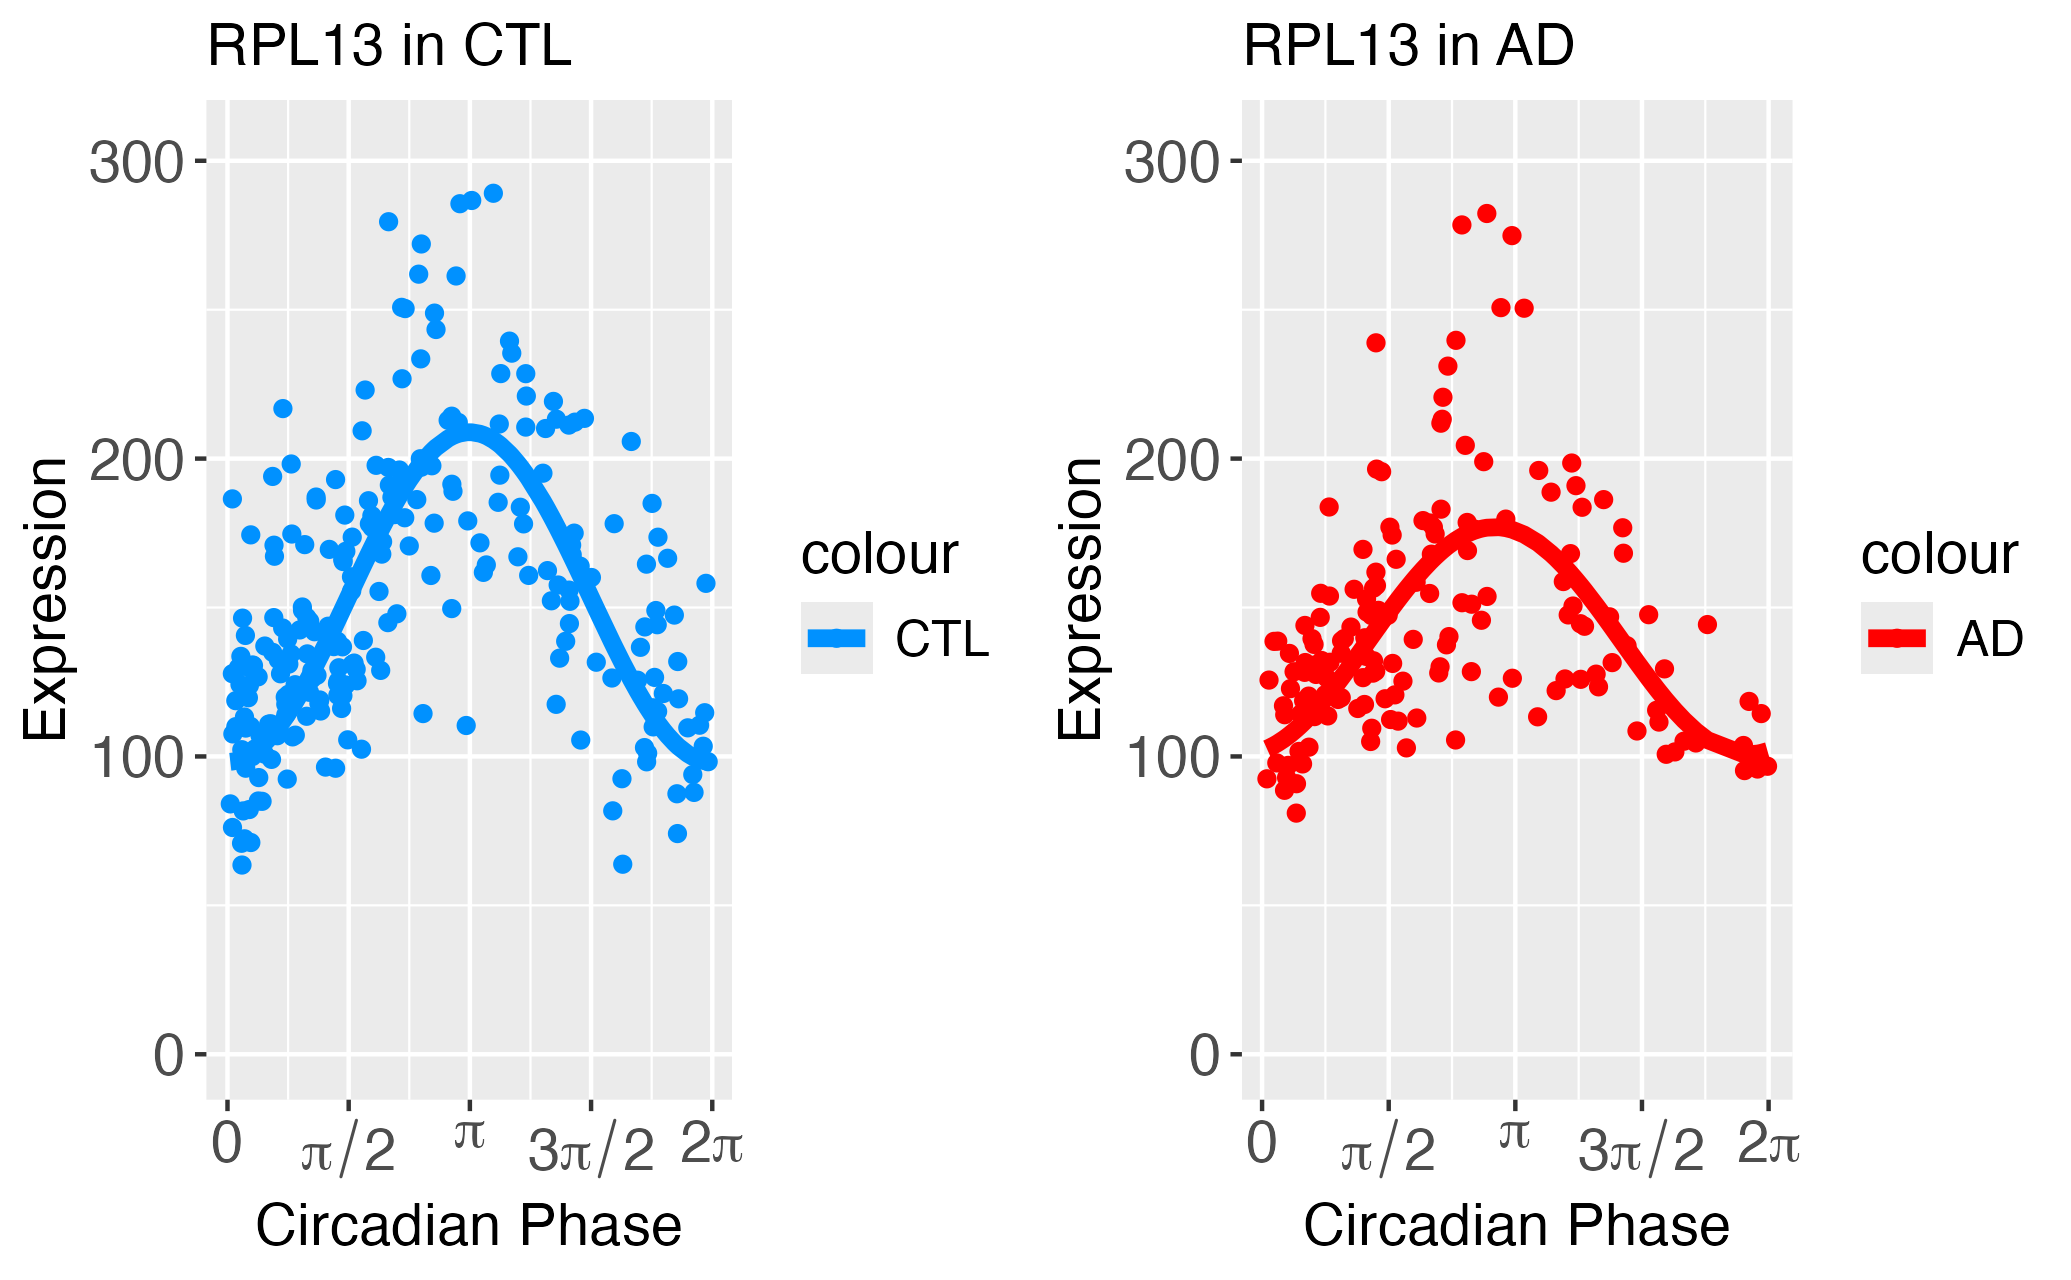 RPL13 in CTL
300
200
100
0
Expression
0 π/2 π 3π/2 2π
Circadian Phase
colour
CTL
RPL13 in AD
300
200
100
0
Expression
0 π/2 π 3π/2 2π
Circadian Phase
colour
AD